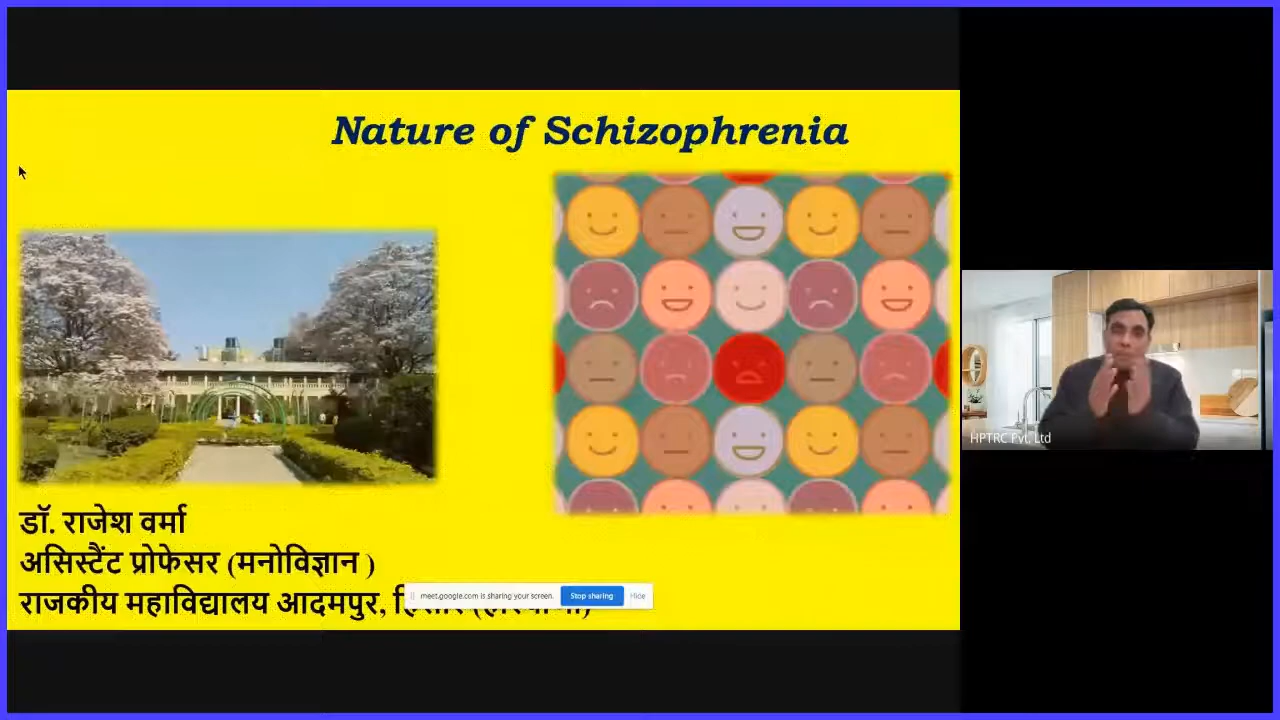 Nature of Schizophrenia
डॉ. राजेश वर्मा
असिस्टैंट प्रोफेसर (मनोविज्ञान )
राजकीय महाविद्यालय आदमपुर,
meet.google.com is sharing your screen. Stop sharing Hide
HPTRC Pvt. Ltd